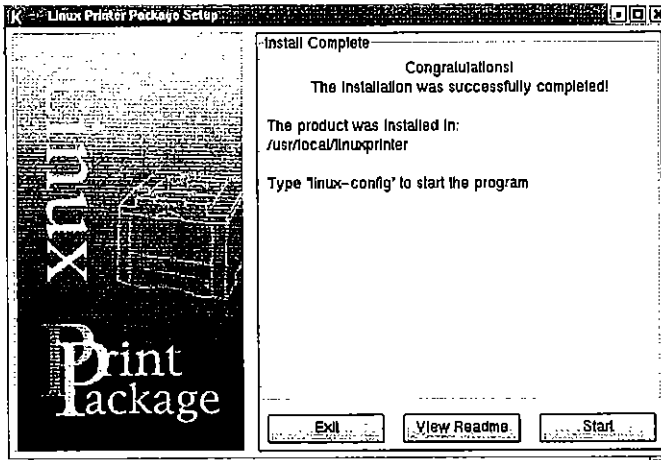 Linux Printer Package Setup
Install Complete
Congratulations!
The installation was successfully completed!
The product was installed in:
/usr/local/linuxprinter
Type "linux-config" to start the program
Linux
Print
Package
Exit
View Readme
Start